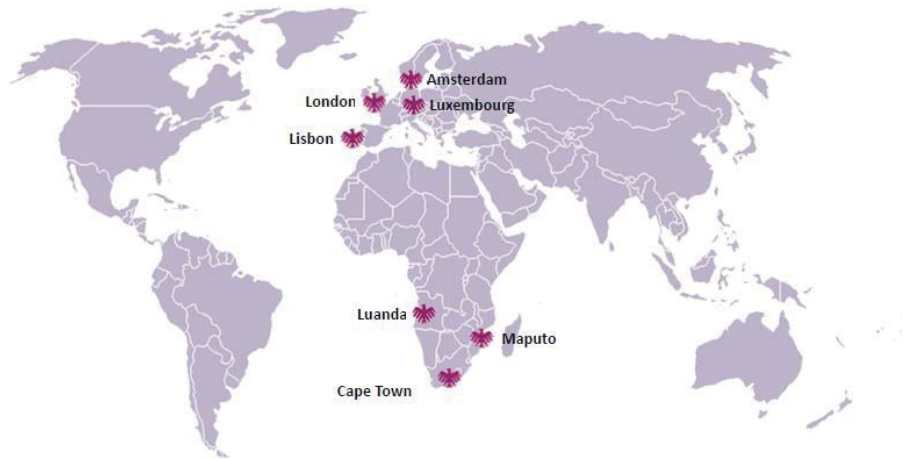 Amsterdam
London
Luxembourg
Lisbon
Luanda
Maputo
Cape Town